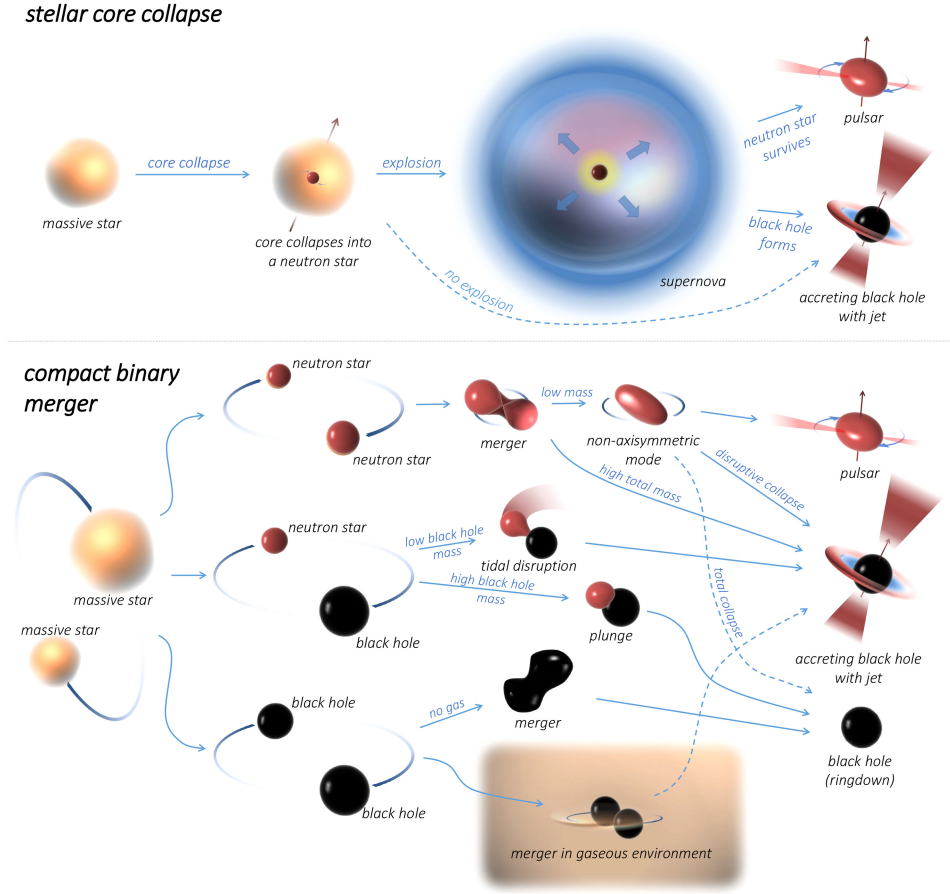 stellar core collapse
massive star
core collapse
core collapses into
a neutron star
explosion
no explosion
supernova
neutron star
survives
pulsar
black hole
forms
accreting black hole
with jet
compact binary
merger
massive star
massive star
neutron star
neutron star
merger
low mass
non-axisymmetric
mode
high total mass
disruptive collapse
total collapse
pulsar
neutron star
black hole
low black hole
mass
tidal disruption
high black hole
mass
plunge
accreting black hole
with jet
black hole
black hole
no gas
merger
merger in gaseous environment
black hole
(ringdown)